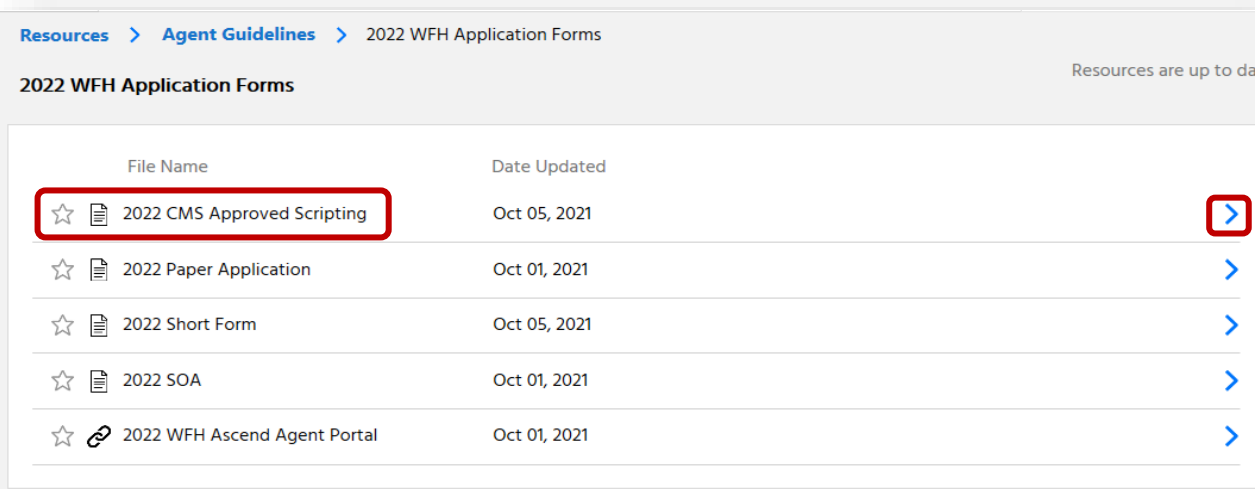 Resources > Agent Guidelines > 2022 WFH Application Forms
Resources are up to da
2022 WFH Application Forms
File Name Date Updated
2022 CMS Approved Scripting Oct 05, 2021
2022 Paper Application Oct 01, 2021
2022 Short Form Oct 05, 2021
2022 SOA Oct 01, 2021
2022 WFH Ascend Agent Portal Oct 01, 2021